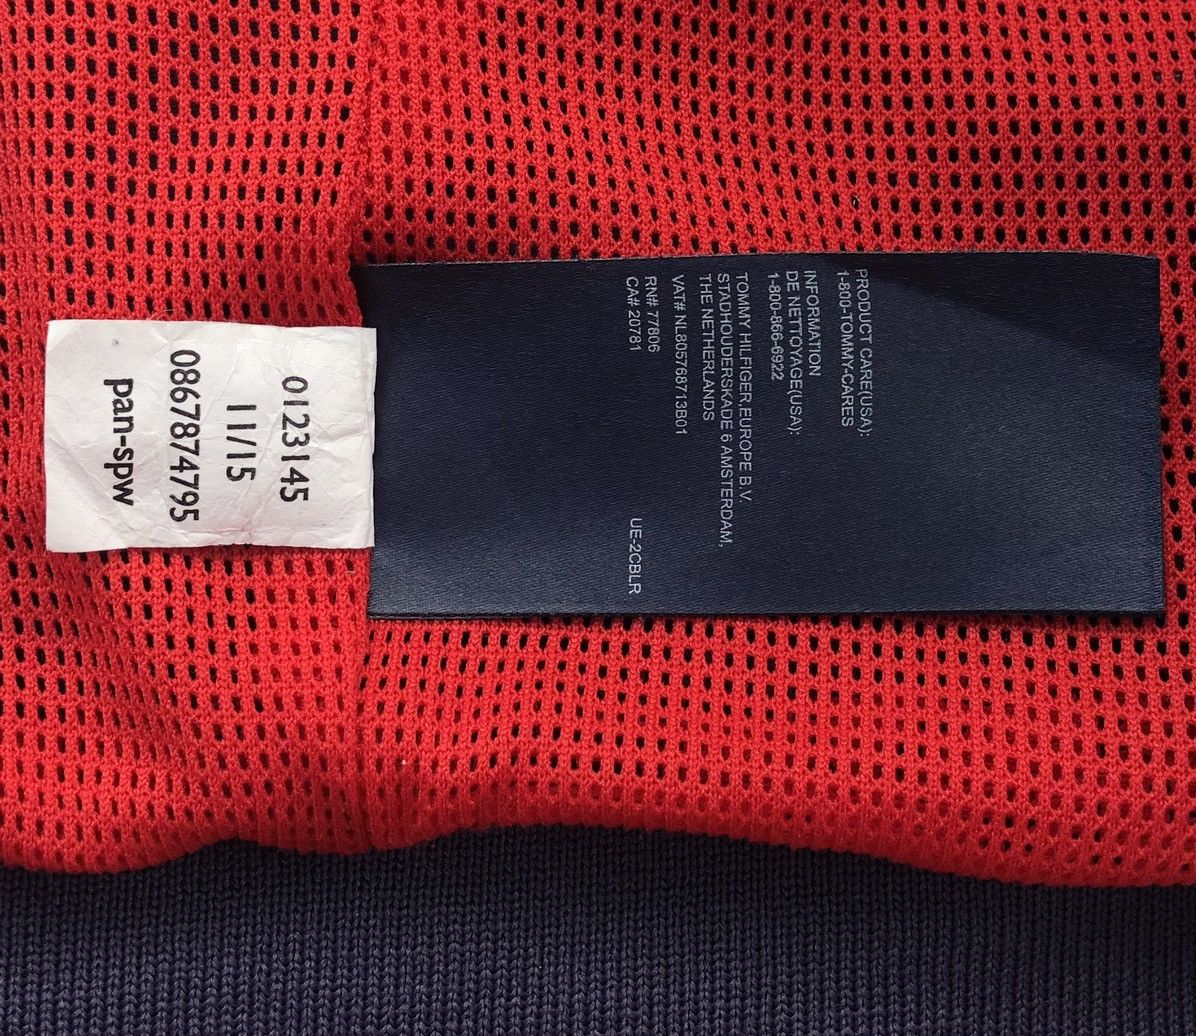 0123145
11/15
0867874795
pan-spw
PRODUCT CARE(USA):
1-800-TOMMY-CARES
INFORMATION
DE NETTOYAGE(USA):
1-800-866-6922
TOMMY HILFIGER EUROPE B.V.
STADHOUDERSKADE 6 AMSTERDAM,
THE NETHERLANDS
VAT# NL805768713B01
RN# 77806
CA# 20781
UE-2CBLR